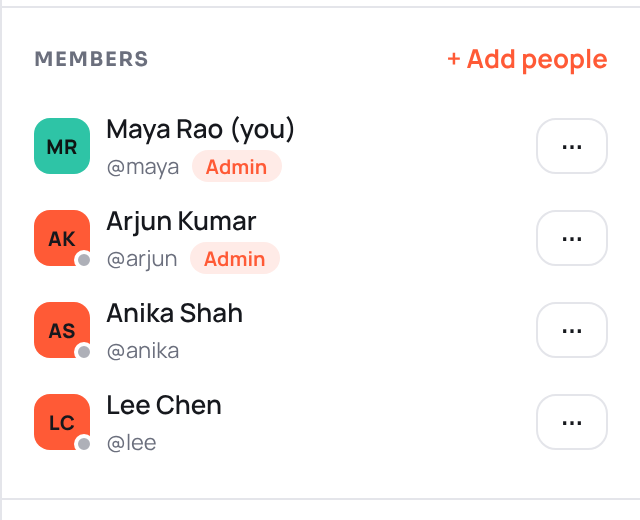 MEMBERS + Add people
MR Maya Rao (you) ...
@maya Admin
AK Arjun Kumar ...
@arjun Admin
AS Anika Shah ...
@anika
LC Lee Chen ...
@lee